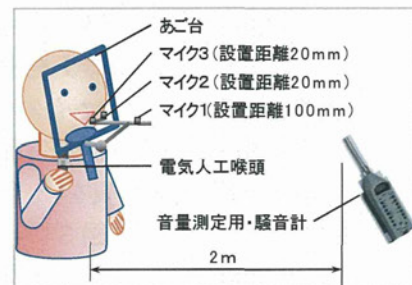 あご台
マイク3(設置距離20mm)
マイク2(設置距離20mm)
マイク1(設置距離100mm)
電気人工喉頭
音量測定用・騒音計
2m